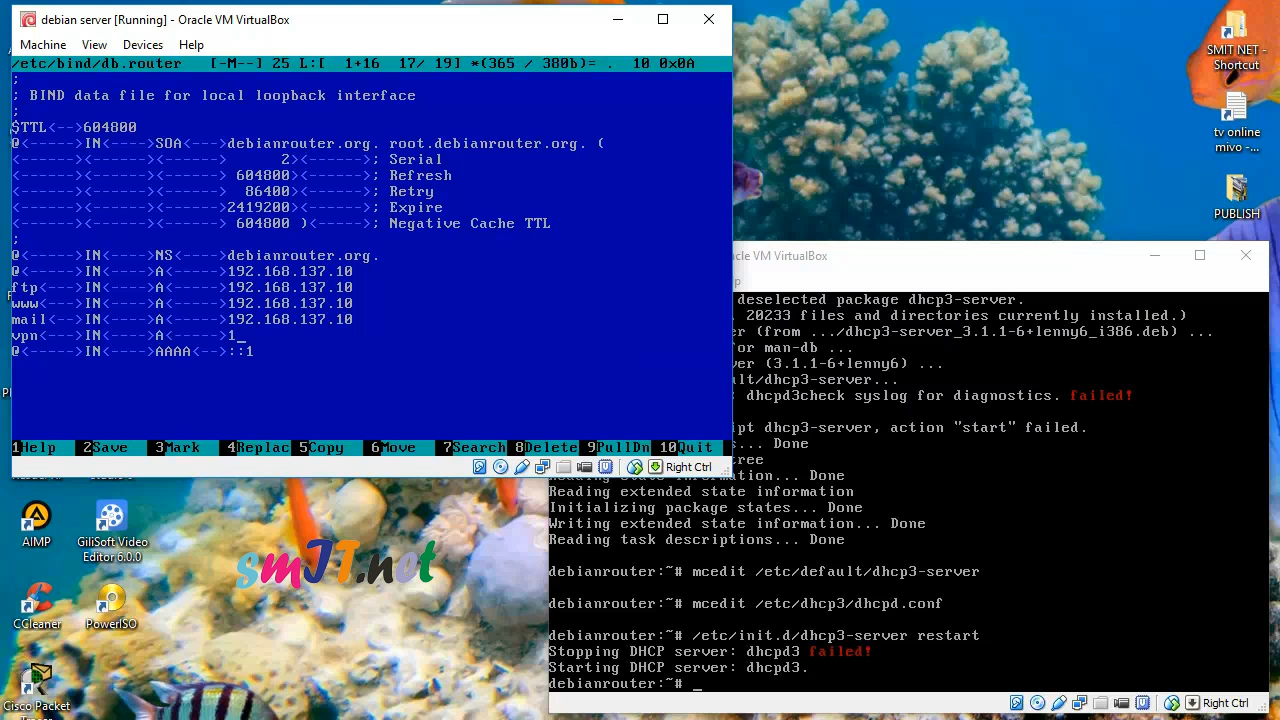 debian server [Running] - Oracle VM VirtualBox
Machine View Devices Help
/etc/bind/db.router [-M--] 25 L:[ 1+16 17/ 19] *(365 / 380b)= . 10 0x0A
;
; BIND data file for local loopback interface
;
$TTL<-->604800
@<----->IN<---->SOA<--->debianrouter.org. root.debianrouter.org. (
<------><------><------> 2><------>; Serial
<------><------><------> 604800><------>; Refresh
<------><------><------> 86400><------>; Retry
<------><------><------>2419200><------>; Expire
<------><------><------> 604800 )<------>; Negative Cache TTL
;
@<----->IN<---->NS<---->debianrouter.org.
@<----->IN<---->A<----->192.168.137.10
ftp<--->IN<---->A<----->192.168.137.10
www<--->IN<---->A<----->192.168.137.10
mail<-->IN<---->A<----->192.168.137.10
vpn<--->IN<---->A<----->1_
@<----->IN<---->AAAA<-->::1
1Help 2Save 3Mark 4Replac 5Copy 6Move 7Search 8Delete 9PullDn 10Quit
Right Ctrl
SMIT NET -
Shortcut
tv online
mivo -...
PUBLISH
cle VM VirtualBox
deselected package dhcp3-server.
20233 files and directories currently installed.)
er (from .../dhcp3-server_3.1.1-6+lenny6_i386.deb) ...
for man-db ...
ver (3.1.1-6+lenny6) ...
lt/dhcp3-server...
dhcpd3check syslog for diagnostics. failed!
ipt dhcp3-server, action "start" failed.
s... Done
tree
Reading state information... Done
Reading extended state information
Initializing package states... Done
Writing extended state information... Done
Reading task descriptions... Done
debianrouter:~# mcedit /etc/default/dhcp3-server
debianrouter:~# mcedit /etc/dhcp3/dhcpd.conf
debianrouter:~# /etc/init.d/dhcp3-server restart
Stopping DHCP server: dhcpd3 failed!
Starting DHCP server: dhcpd3.
debianrouter:~# _
Right Ctrl
AIMP
GiliSoft Video
Editor 6.0.0
CCleaner
PowerISO
Cisco Packet
smIT.net